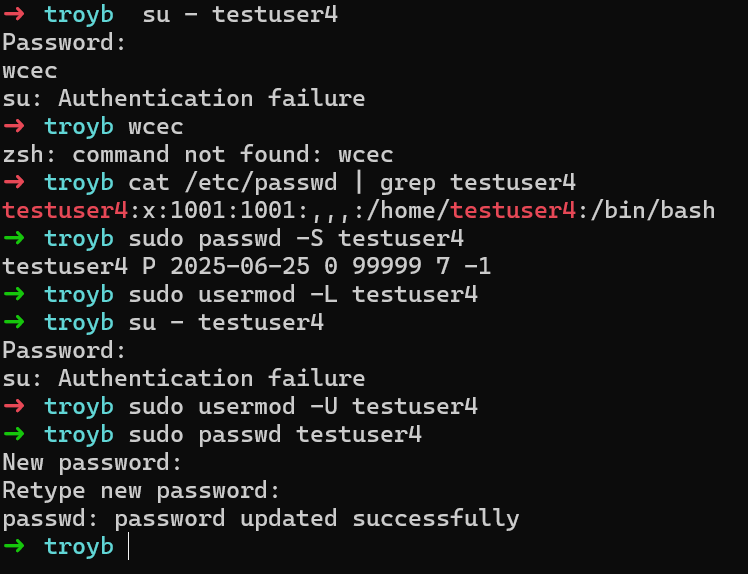 ➜ troyb  su - testuser4
Password:
wcec
su: Authentication failure
➜ troyb wcec
zsh: command not found: wcec
➜ troyb cat /etc/passwd | grep testuser4
testuser4:x:1001:1001:,,,:/home/testuser4:/bin/bash
➜ troyb sudo passwd -S testuser4
testuser4 P 2025-06-25 0 99999 7 -1
➜ troyb sudo usermod -L testuser4
➜ troyb su - testuser4
Password:
su: Authentication failure
➜ troyb sudo usermod -U testuser4
➜ troyb sudo passwd testuser4
New password:
Retype new password:
passwd: password updated successfully
➜ troyb